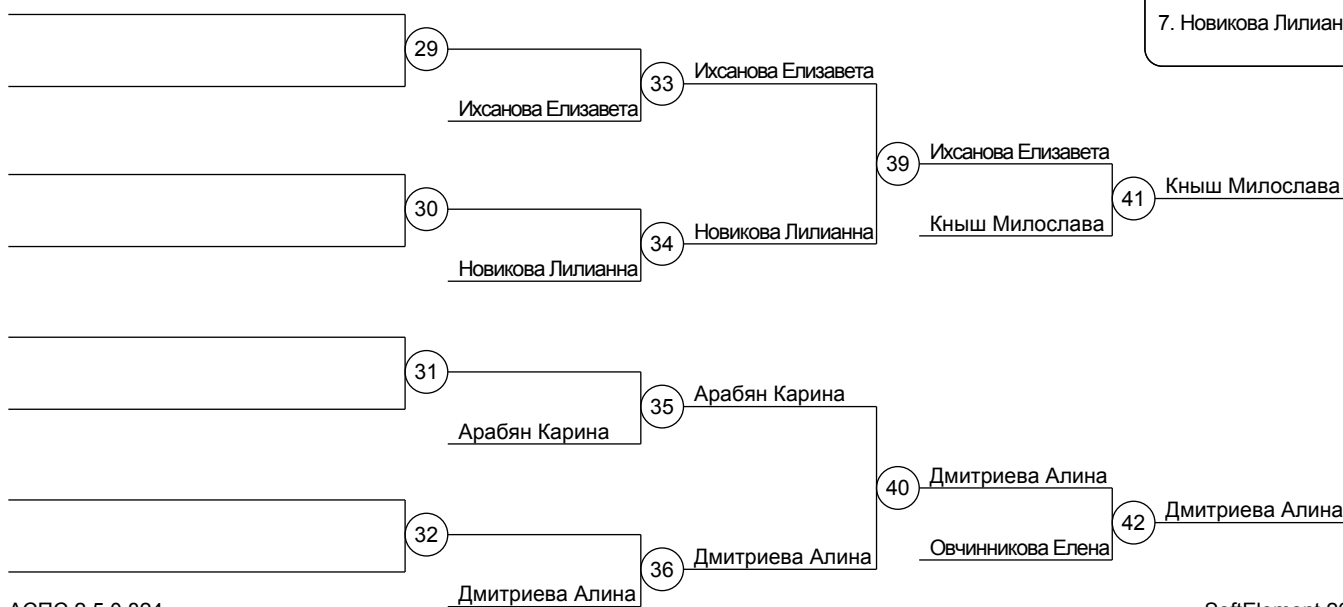 7. Новикова Лилиан
29
33
Ихсанова Елизавета
Ихсанова Елизавета
39
Ихсанова Елизавета
41
Кныш Милослава
30
34
Новикова Лилианна
Кныш Милослава
Новикова Лилианна
31
35
Арабян Карина
Арабян Карина
40
Дмитриева Алина
42
Дмитриева Алина
32
36
Дмитриева Алина
Овчинникова Елена
Дмитриева Алина